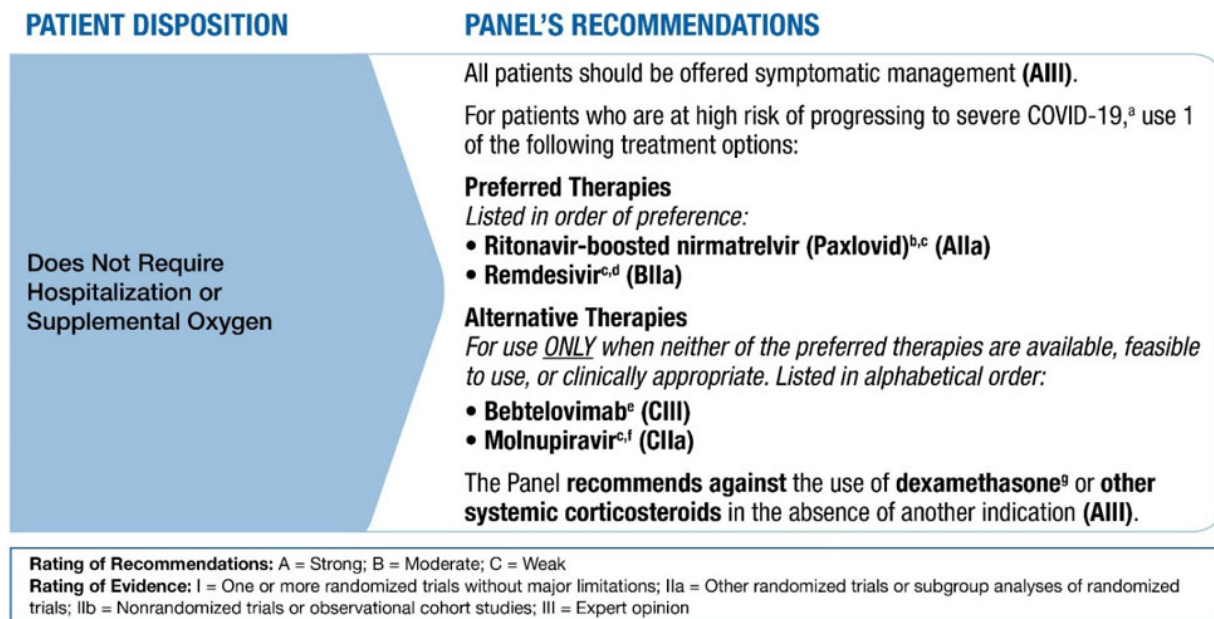 PATIENT DISPOSITION
PANEL'S RECOMMENDATIONS
Does Not Require
Hospitalization or
Supplemental Oxygen
All patients should be offered symptomatic management (AIII).
For patients who are at high risk of progressing to severe COVID-19,ᵃ use 1
of the following treatment options:
Preferred Therapies
Listed in order of preference:
• Ritonavir-boosted nirmatrelvir (Paxlovid)ᵇ,ᶜ (AIIa)
• Remdesivirᶜ,ᵈ (BIIa)
Alternative Therapies
For use ONLY when neither of the preferred therapies are available, feasible
to use, or clinically appropriate. Listed in alphabetical order:
• Bebtelovimabᵉ (CIII)
• Molnupiravirᶜ,ᶠ (CIIa)
The Panel recommends against the use of dexamethasoneᵍ or other
systemic corticosteroids in the absence of another indication (AIII).
Rating of Recommendations: A = Strong; B = Moderate; C = Weak
Rating of Evidence: I = One or more randomized trials without major limitations; IIa = Other randomized trials or subgroup analyses of randomized
trials; IIb = Nonrandomized trials or observational cohort studies; III = Expert opinion